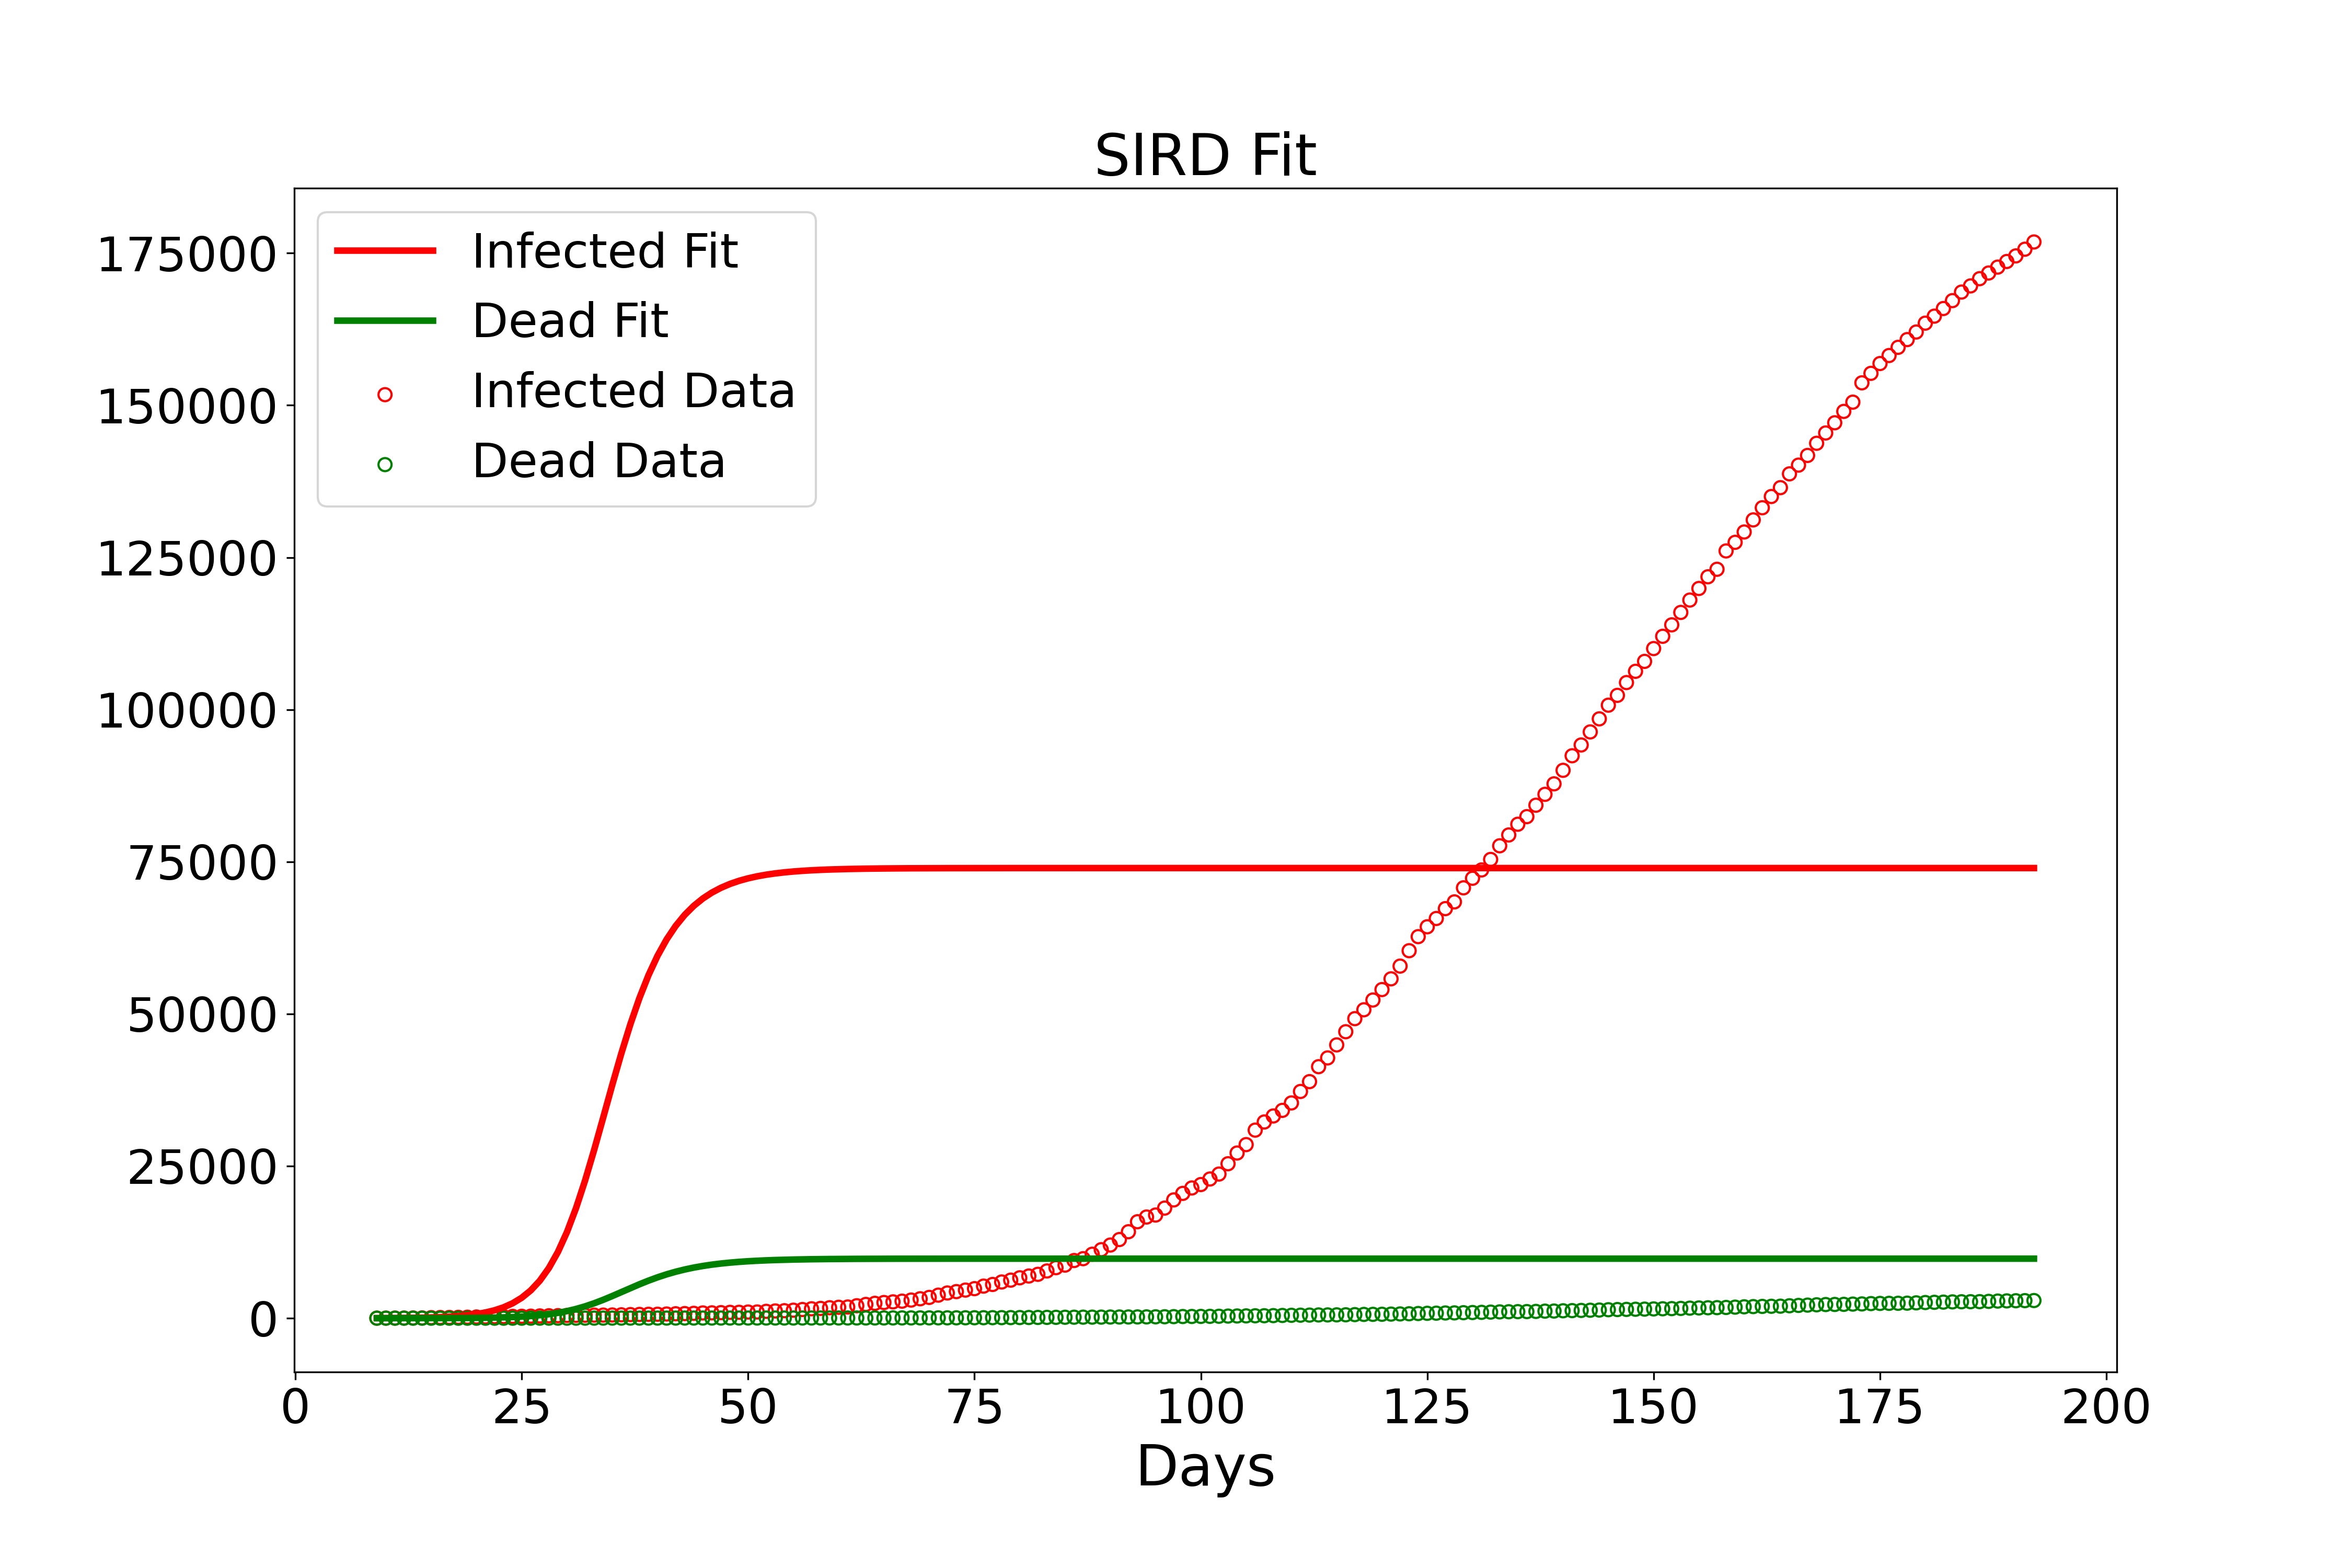 SIRD Fit
175000
150000
125000
100000
75000
50000
25000
0
Infected Fit
Dead Fit
Infected Data
Dead Data
0 25 50 75 100 125 150 175 200
Days